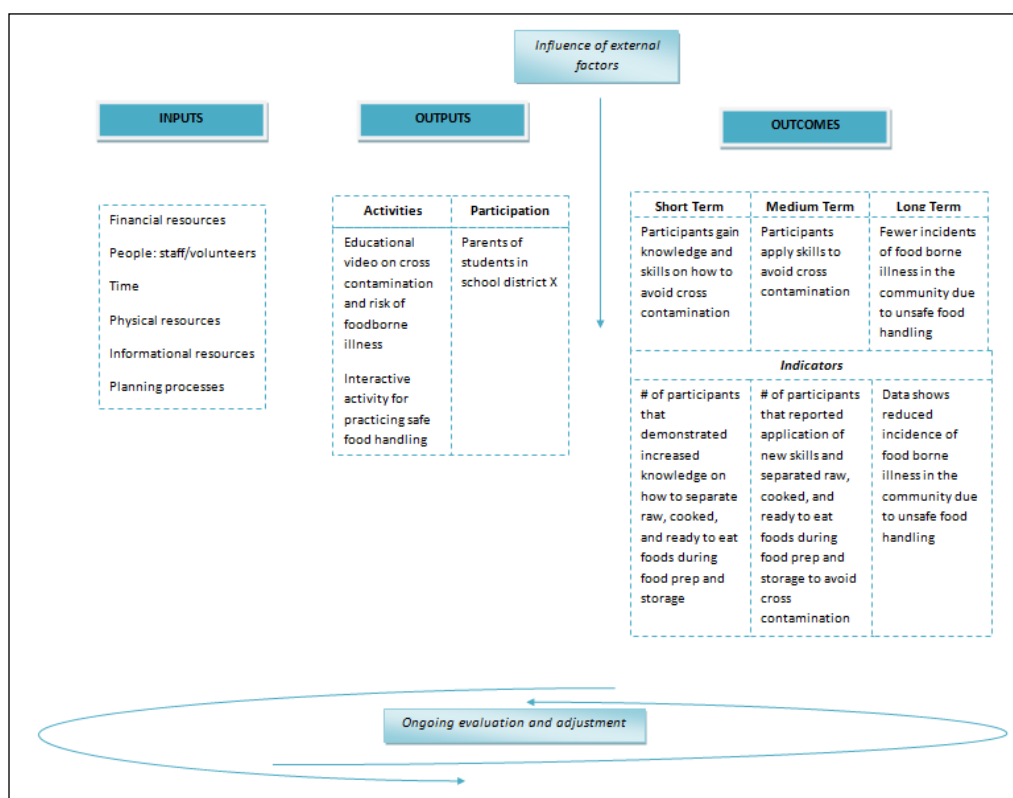 Influence of external
factors
INPUTS
OUTPUTS
OUTCOMES
Financial resources
People: staff/volunteers
Time
Physical resources
Informational resources
Planning processes
Activities
Educational
video on cross
contamination
and risk of
foodborne
illness
Interactive
activity for
practicing safe
food handling
Participation
Parents of
students in
school district X
Short Term
Participants gain
knowledge and
skills on how to
avoid cross
contamination
Medium Term
Participants
apply skills to
avoid cross
contamination
Long Term
Fewer incidents
of food borne
illness in the
community due
to unsafe food
handling
Indicators
# of participants
that
demonstrated
increased
knowledge on
how to separate
raw, cooked,
and ready to eat
foods during
food prep and
storage
# of participants
that reported
application of
new skills and
separated raw,
cooked, and
ready to eat
foods during
food prep and
storage to avoid
cross
contamination
Data shows
reduced
incidence of
food borne
illness in the
community due
to unsafe food
handling
Ongoing evaluation and adjustment